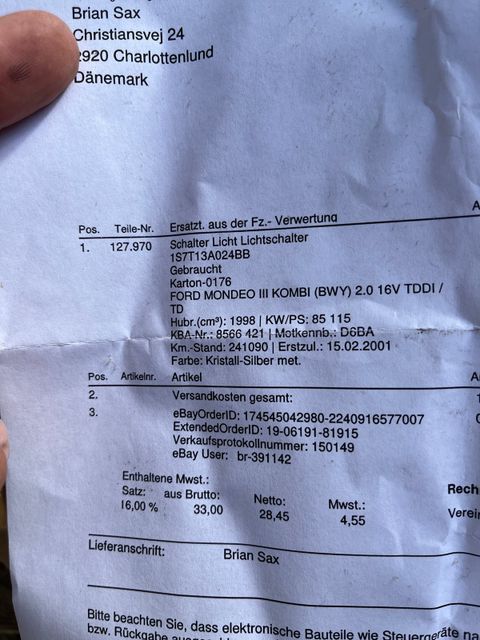 Brian Sax
Christiansvej 24
2920 Charlottenlund
Dänemark
Pos. Teile-Nr. Ersatzt. aus der Fz.- Verwertung
1. 127.970 Schalter Licht Lichtschalter
1S7T13A024BB
Gebraucht
Karton-0176
FORD MONDEO III KOMBI (BWY) 2.0 16V TDDI /
TD
Hubr.(cm³): 1998 | KW/PS: 85 115
KBA-Nr.: 8566 421 | Motkennb.: D6BA
Km.-Stand: 241090 | Erstzul.: 15.02.2001
Farbe: Kristall-Silber met.
Pos. Artikelnr. Artikel
2. Versandkosten gesamt:
3. eBayOrderID: 174545042980-2240916577007
ExtendedOrderID: 19-06191-81915
Verkaufsprotokollnummer: 150149
eBay User: br-391142
Enthaltene Mwst.:
Satz: aus Brutto: Netto: Mwst.:
16,00 % 33,00 28,45 4,55
Rech
Verein
Lieferanschrift: Brian Sax
Bitte beachten Sie, dass elektronische Bauteile wie Steuergeräte na
bzw. Rückgabe